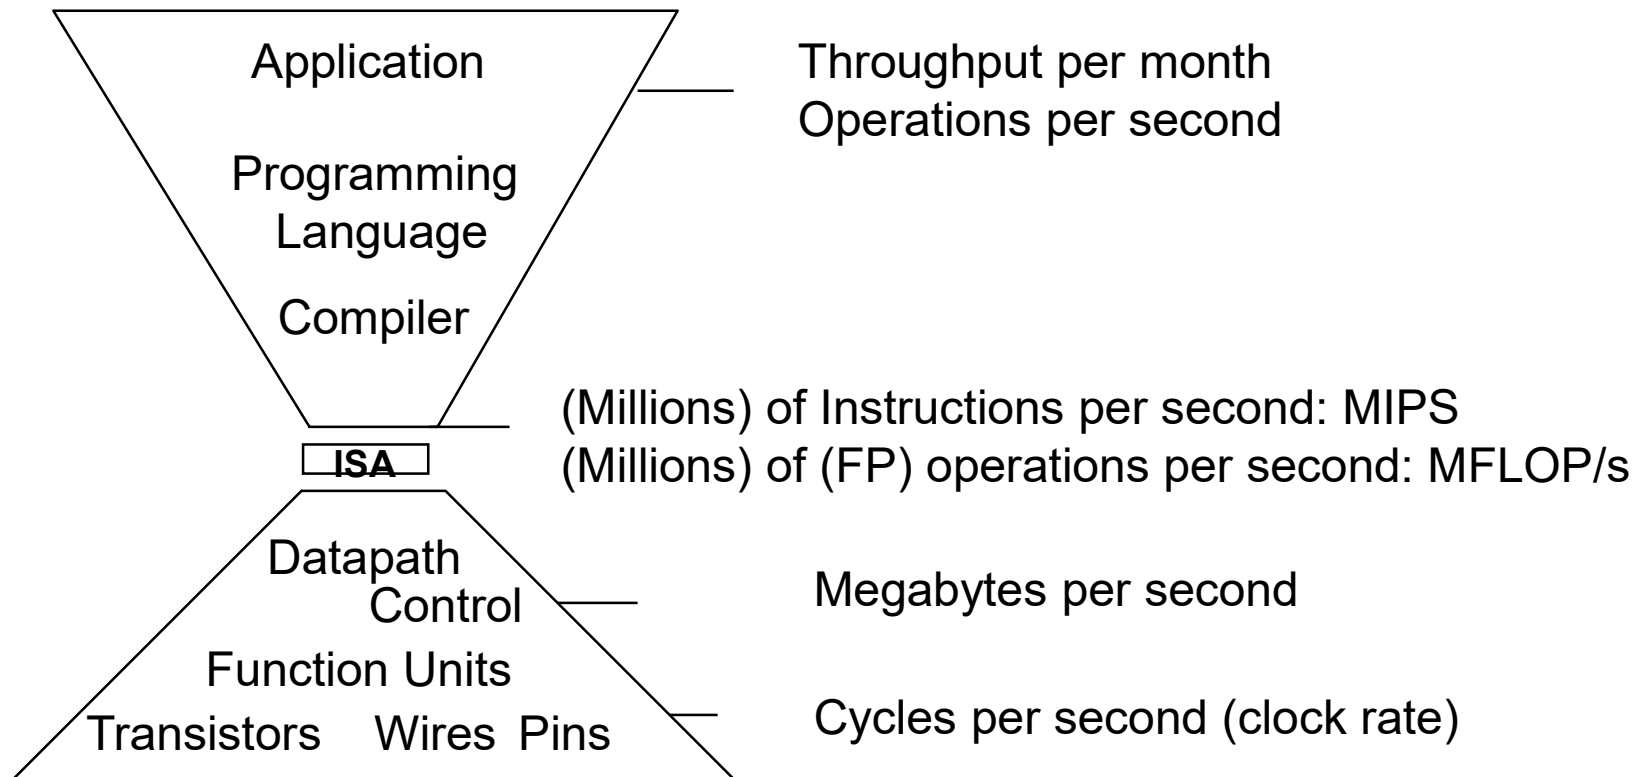 Application
Throughput per month
Operations per second
Programming
Language
Compiler
(Millions) of Instructions per second: MIPS
ISA
(Millions) of (FP) operations per second: MFLOP/s
Datapath
Control
Megabytes per second
Function Units
Transistors Wires Pins
Cycles per second (clock rate)